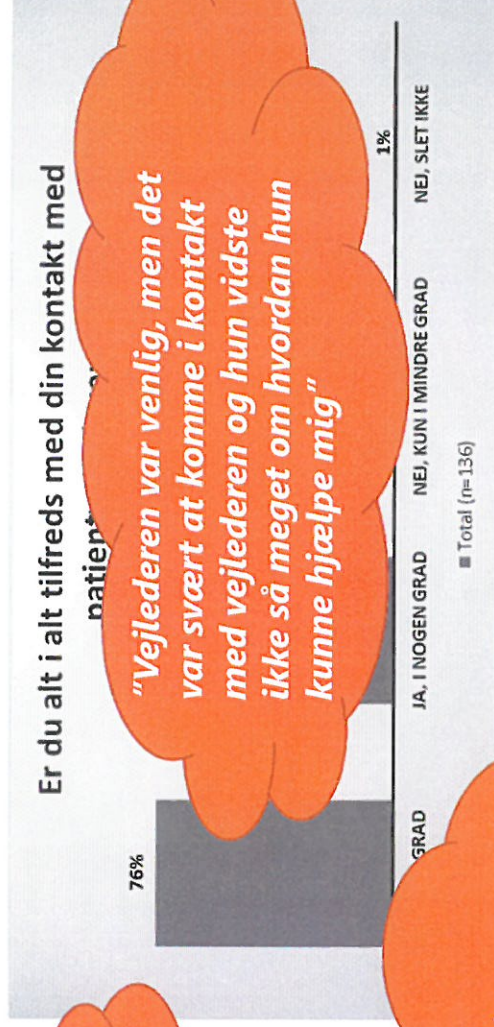 Er du alt i alt tilfreds med din kontakt med
"Vejlederen var venlig, men det
var svært at komme i kontakt
med vejlederen og hun vidste
ikke så meget om hvordan hun
kunne hjælpe mig"
76%
1%
GRAD
JA, I NOGEN GRAD
NEJ, KUN I MINDRE GRAD
NEJ, SLET IKKE
Total (n=136)